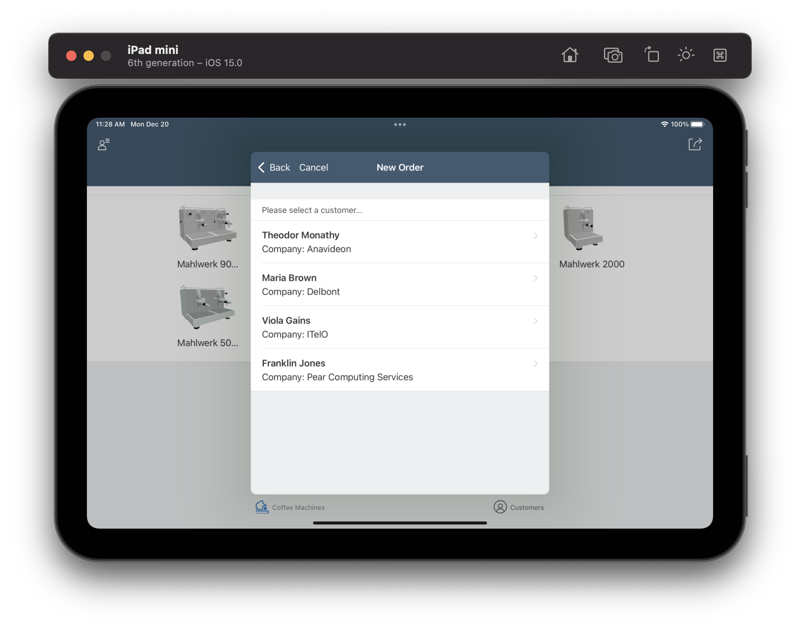 iPad mini
6th generation – iOS 15.0
11:28 AM Mon Dec 20
100%
Back Cancel New Order
Please select a customer...
Theodor Monathy
Company: Anavideon
Maria Brown
Company: Delbont
Viola Gains
Company: ITelO
Franklin Jones
Company: Pear Computing Services
Mahlwerk 90...
Mahlwerk 2000
Mahlwerk 50...
Coffee Machines
Customers